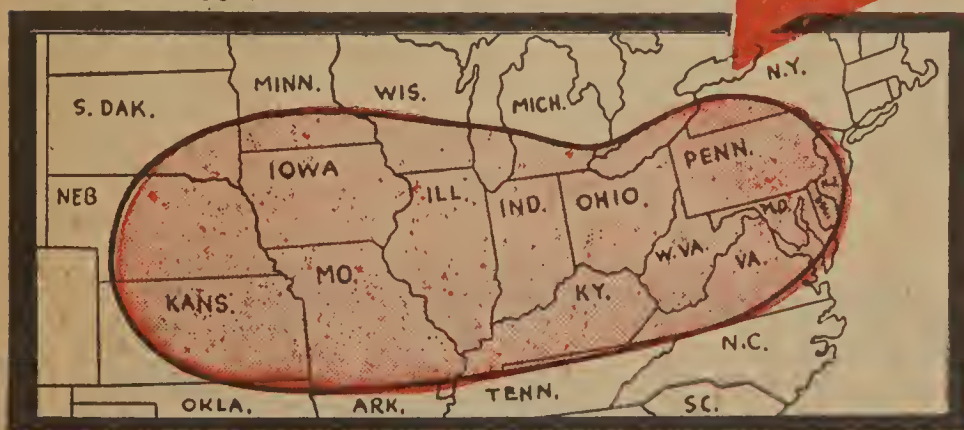 MINN.
WIS.
N.Y.
S. DAK.
MICH.
PENN.
IOWA
NEB
ILL.
IND.
OHIO.
M.D.
W. VA.
VA.
MO.
KANS.
KY.
N.C.
TENN.
OKLA.
ARK.
SC.